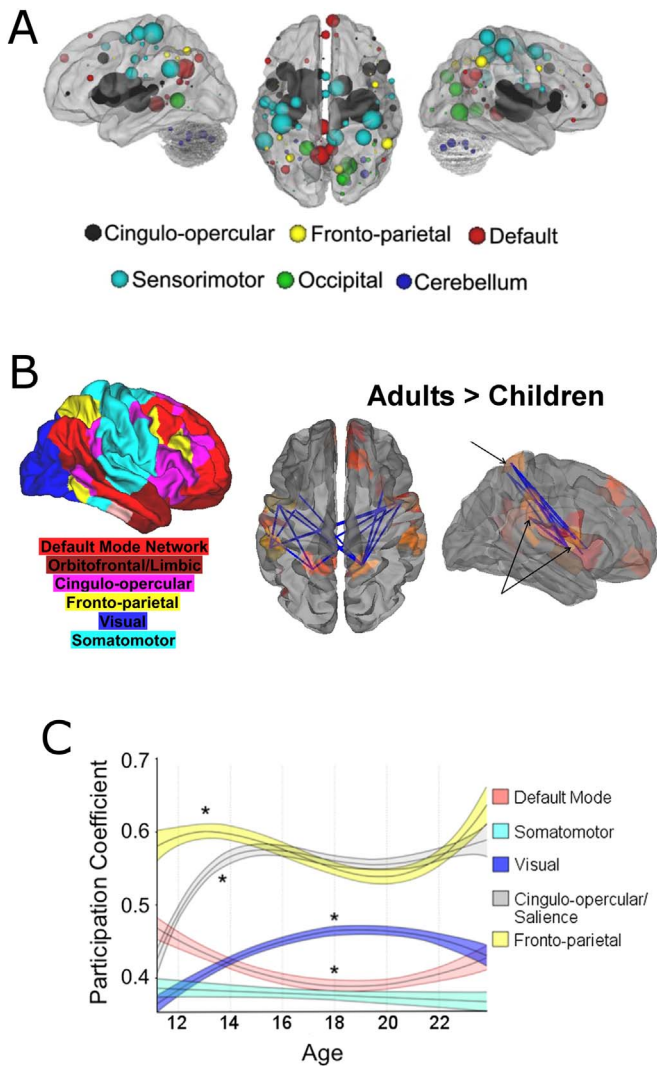 A
Cingulo-opercular Fronto-parietal Default
Sensorimotor Occipital Cerebellum
B
Adults > Children
Default Mode Network
Orbitofrontal/Limbic
Cingulo-opercular
Fronto-parietal
Visual
Somatomotor
C
Participation Coefficient
0.7
0.6
0.5
0.4
* * * *
12 14 16 18 20 22
Age
Default Mode
Somatomotor
Visual
Cingulo-opercular/
Salience
Fronto-parietal